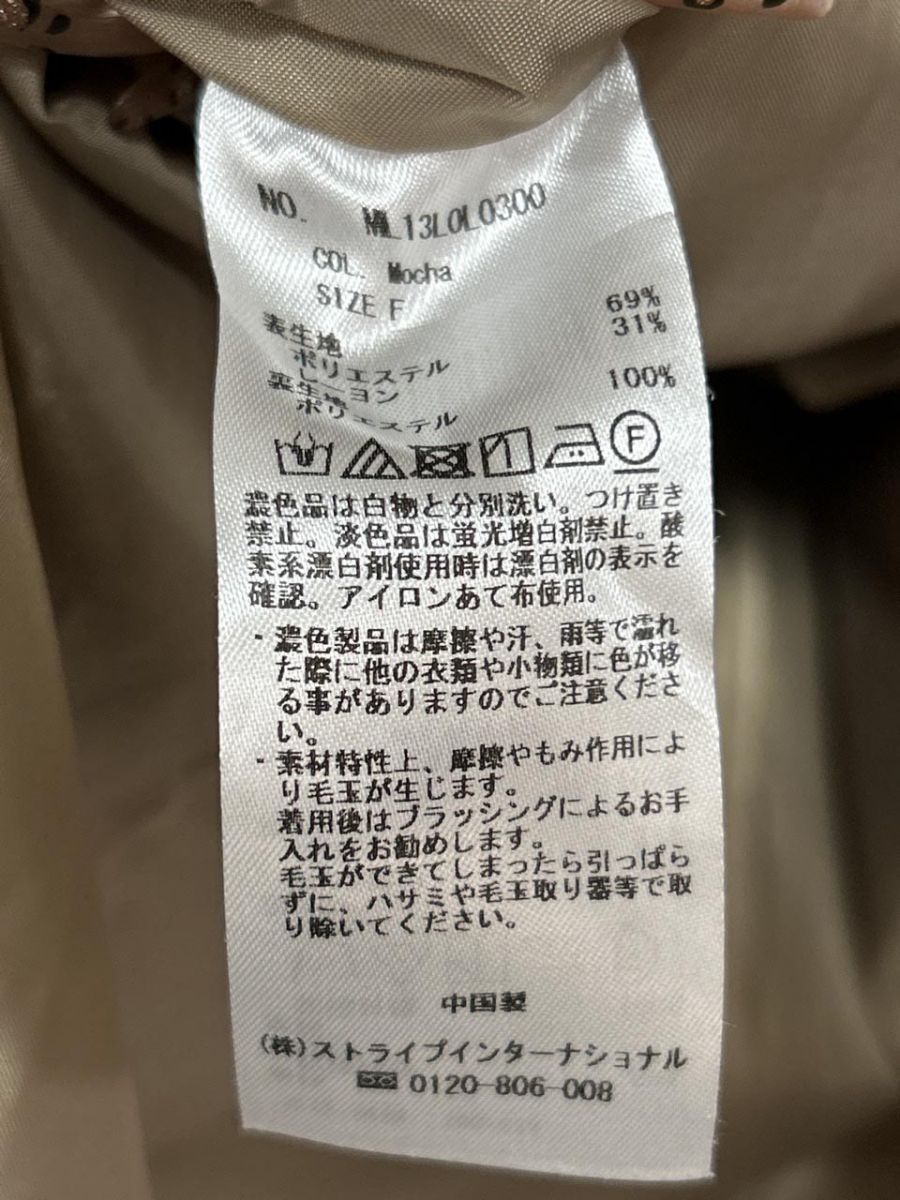 NO. ML13L0L0300
COL. Mocha
SIZE F
表生地
ポリエステル 69%
レーヨン 31%
裏生地
ポリエステル 100%
F
濃色品は白物と分別洗い。つけ置き
禁止。淡色品は蛍光増白剤禁止。酸
素系漂白剤使用時は漂白剤の表示を
確認。アイロンあて布使用。
・濃色製品は摩擦や汗、雨等で濡れ
た際に他の衣類や小物類に色が移
る事がありますのでご注意くださ
い。
・素材特性上、摩擦やもみ作用によ
り毛玉が生じます。
着用後はブラッシングによるお手
入れをお勧めします。
毛玉ができてしまったら引っぱら
ずに、ハサミや毛玉取り器等で取
り除いてください。
中国製
(株)ストライプインターナショナル
0120-806-008